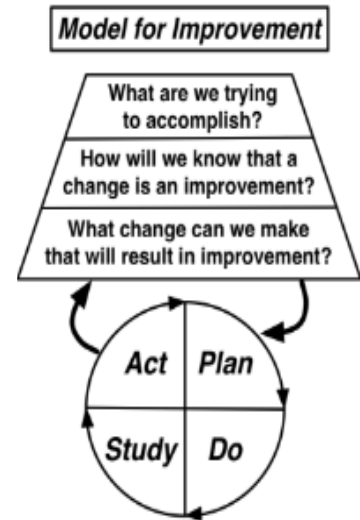 Model for Improvement
What are we trying
to accomplish?
How will we know that a
change is an improvement?
What change can we make
that will result in improvement?
Act Plan
Study Do